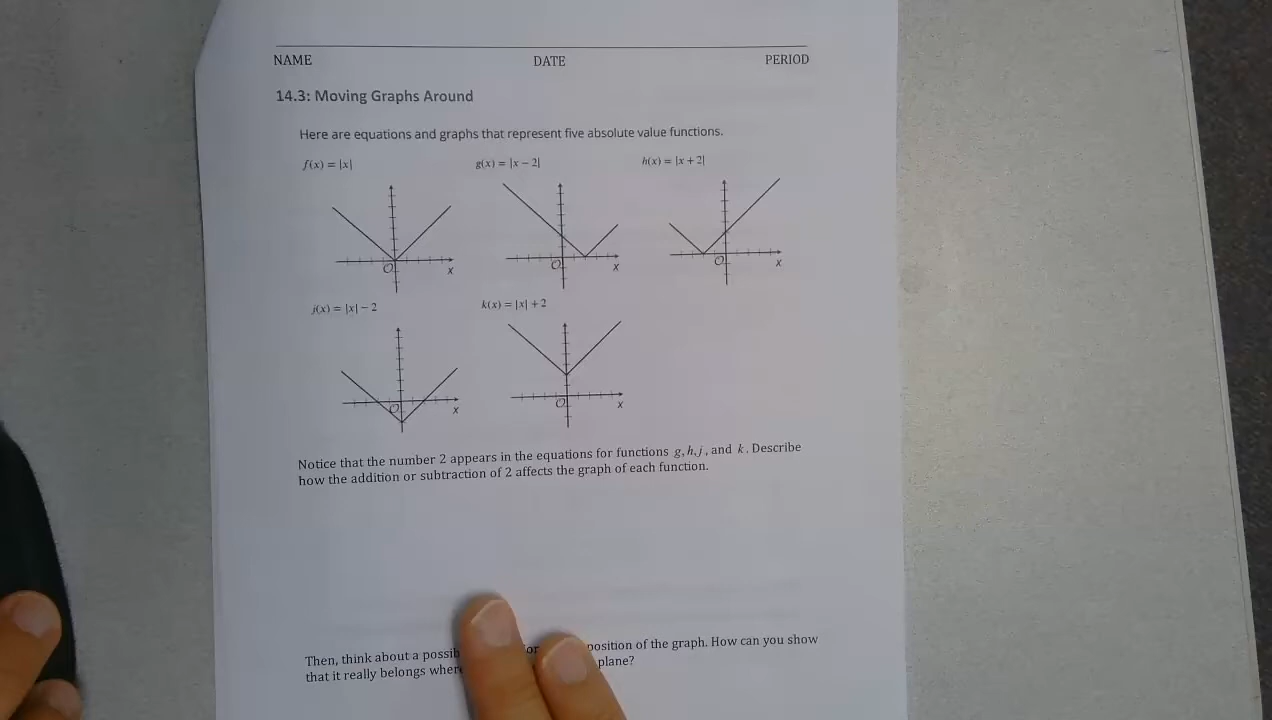 NAME DATE PERIOD
14.3: Moving Graphs Around
Here are equations and graphs that represent five absolute value functions.
f(x) = |x| g(x) = |x − 2| h(x) = |x + 2|
O x O x O x
j(x) = |x| − 2 k(x) = |x| + 2
O x O x
Notice that the number 2 appears in the equations for functions g, h, j, and k. Describe
how the addition or subtraction of 2 affects the graph of each function.
Then, think about a possib position of the graph. How can you show
that it really belongs where plane?